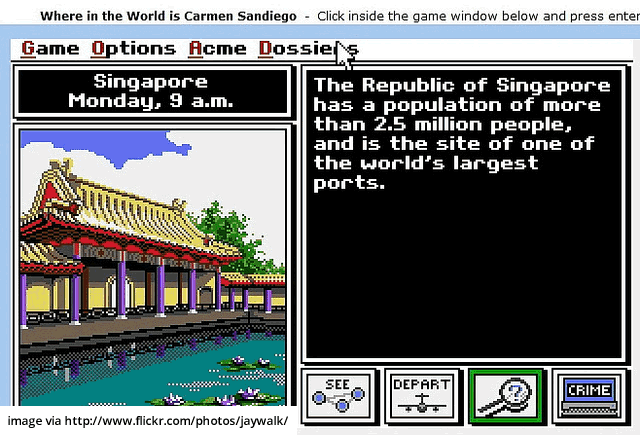 Where in the World is Carmen Sandiego - Click inside the game window below and press enter
Game Options Acme Dossiers
Singapore
Monday, 9 a.m.
The Republic of Singapore
has a population of more
than 2.5 million people,
and is the site of one of
the world's largest
ports.
SEE
DEPART
?
CRIME
image via http://www.flickr.com/photos/jaywalk/